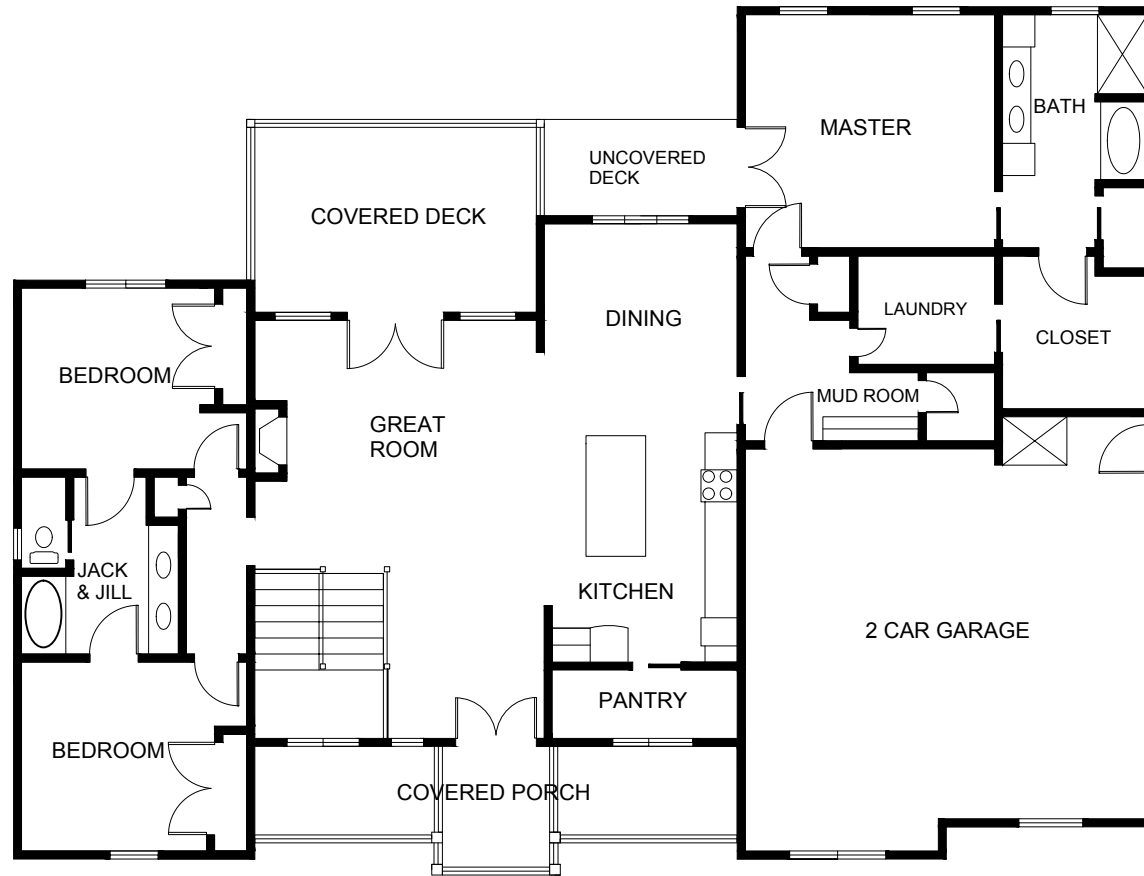 MASTER
BATH
UNCOVERED
DECK
COVERED DECK
DINING
LAUNDRY
CLOSET
BEDROOM
MUD ROOM
GREAT
ROOM
JACK
& JILL
KITCHEN
2 CAR GARAGE
PANTRY
BEDROOM
COVERED PORCH